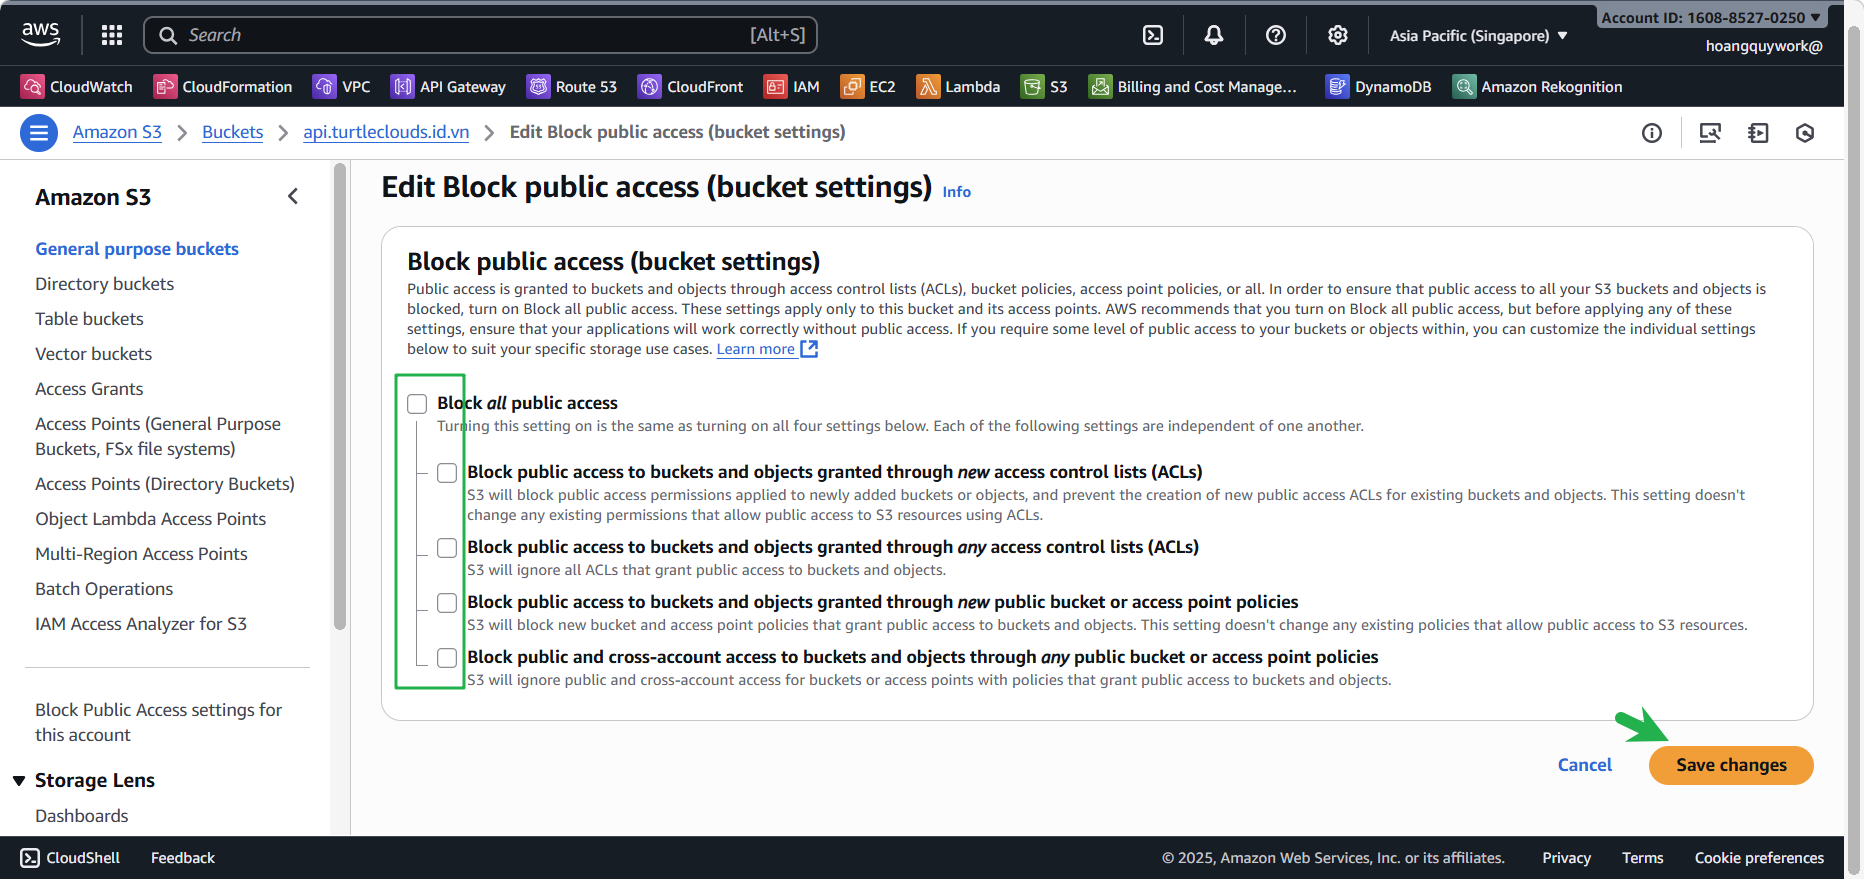 aws
Search
[Alt+S]
Asia Pacific (Singapore)
Account ID: 1608-8527-0250
hoangquywork@
CloudWatch
CloudFormation
VPC
API Gateway
Route 53
CloudFront
IAM
EC2
Lambda
S3
Billing and Cost Manage...
DynamoDB
Amazon Rekognition
Amazon S3
Buckets
api.turtleclouds.id.vn
Edit Block public access (bucket settings)
Amazon S3
General purpose buckets
Directory buckets
Table buckets
Vector buckets
Access Grants
Access Points (General Purpose
Buckets, FSx file systems)
Access Points (Directory Buckets)
Object Lambda Access Points
Multi-Region Access Points
Batch Operations
IAM Access Analyzer for S3
Block Public Access settings for
this account
Storage Lens
Dashboards
Edit Block public access (bucket settings)
Info
Block public access (bucket settings)
Public access is granted to buckets and objects through access control lists (ACLs), bucket policies, access point policies, or all. In order to ensure that public access to all your S3 buckets and objects is
blocked, turn on Block all public access. These settings apply only to this bucket and its access points. AWS recommends that you turn on Block all public access, but before applying any of these
settings, ensure that your applications will work correctly without public access. If you require some level of public access to your buckets or objects within, you can customize the individual settings
below to suit your specific storage use cases. Learn more
Block all public access
Turning this setting on is the same as turning on all four settings below. Each of the following settings are independent of one another.
Block public access to buckets and objects granted through new access control lists (ACLs)
S3 will block public access permissions applied to newly added buckets or objects, and prevent the creation of new public access ACLs for existing buckets and objects. This setting doesn't
change any existing permissions that allow public access to S3 resources using ACLs.
Block public access to buckets and objects granted through any access control lists (ACLs)
S3 will ignore all ACLs that grant public access to buckets and objects.
Block public access to buckets and objects granted through new public bucket or access point policies
S3 will block new bucket and access point policies that grant public access to buckets and objects. This setting doesn't change any existing policies that allow public access to S3 resources.
Block public and cross-account access to buckets and objects through any public bucket or access point policies
S3 will ignore public and cross-account access for buckets or access points with policies that grant public access to buckets and objects.
Cancel
Save changes
CloudShell
Feedback
© 2025, Amazon Web Services, Inc. or its affiliates.
Privacy
Terms
Cookie preferences